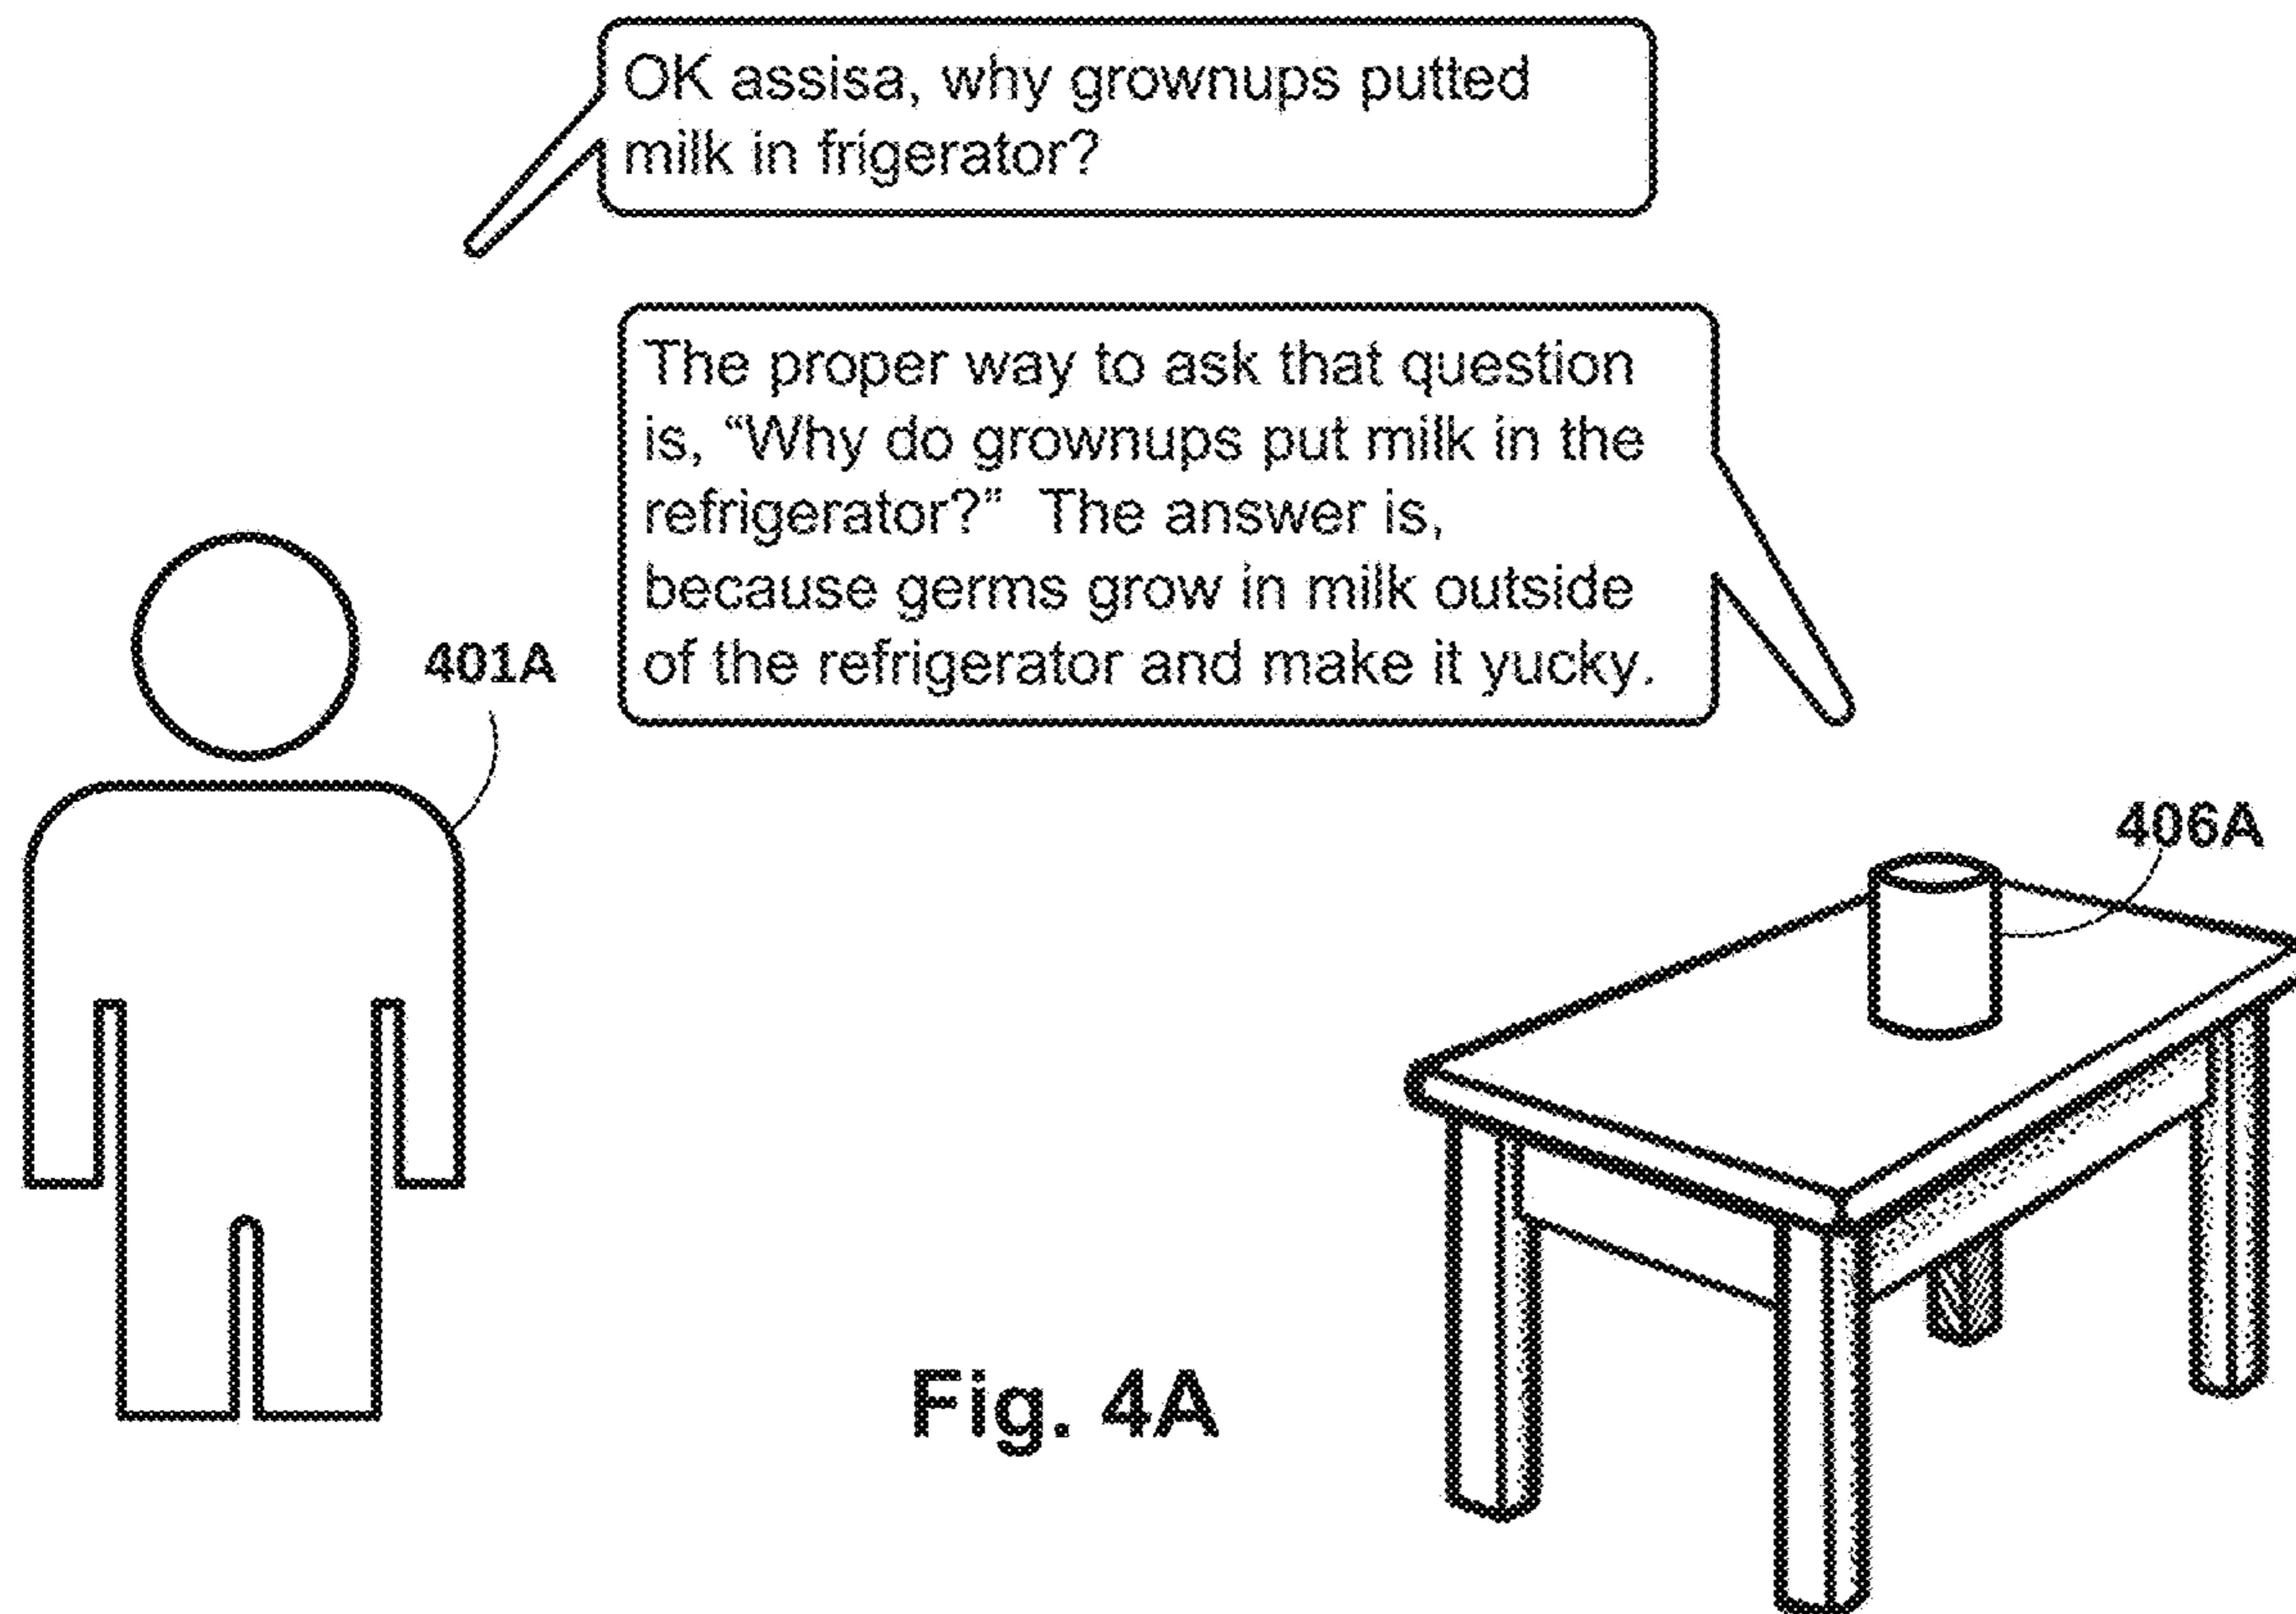 OK assisa, why grownups putted
milk in frigerator?
The proper way to ask that question
is, “Why do grownups put milk in the
refrigerator?” The answer is,
because germs grow in milk outside
of the refrigerator and make it yucky.
401A
406A
Fig. 4A